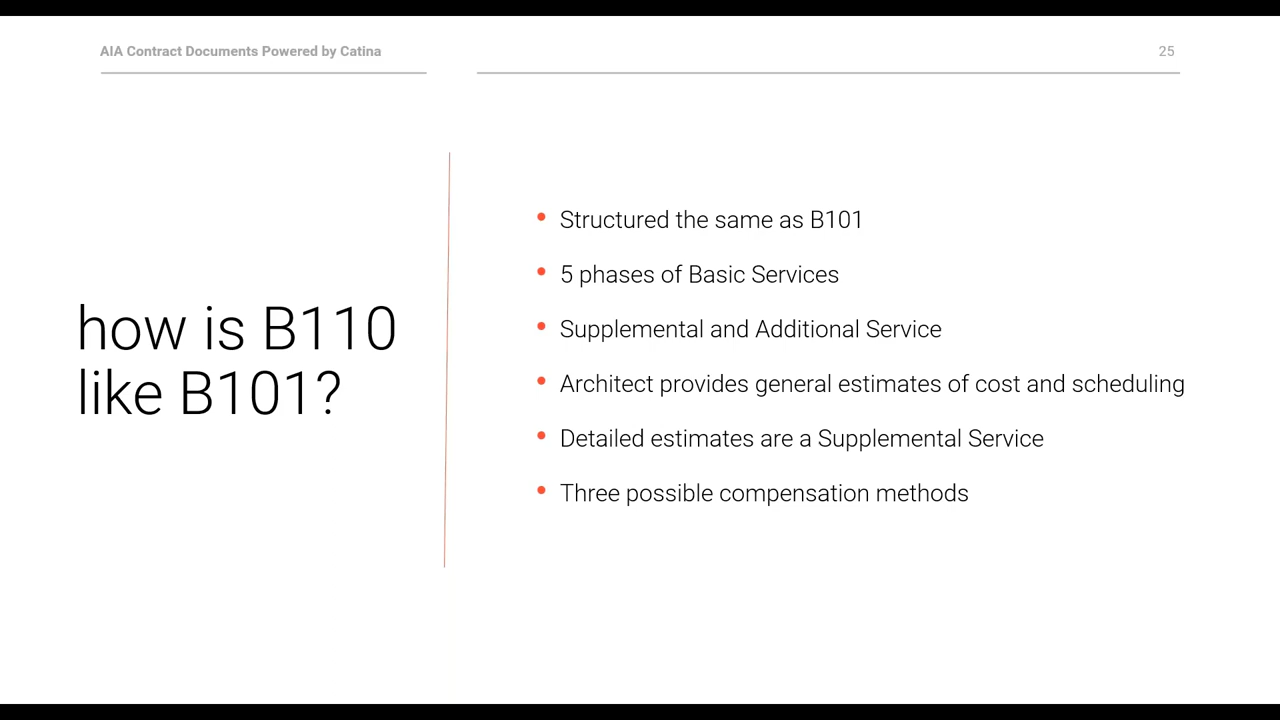 AIA Contract Documents Powered by Catina
25
how is B110
like B101?
Structured the same as B101
5 phases of Basic Services
Supplemental and Additional Service
Architect provides general estimates of cost and scheduling
Detailed estimates are a Supplemental Service
Three possible compensation methods